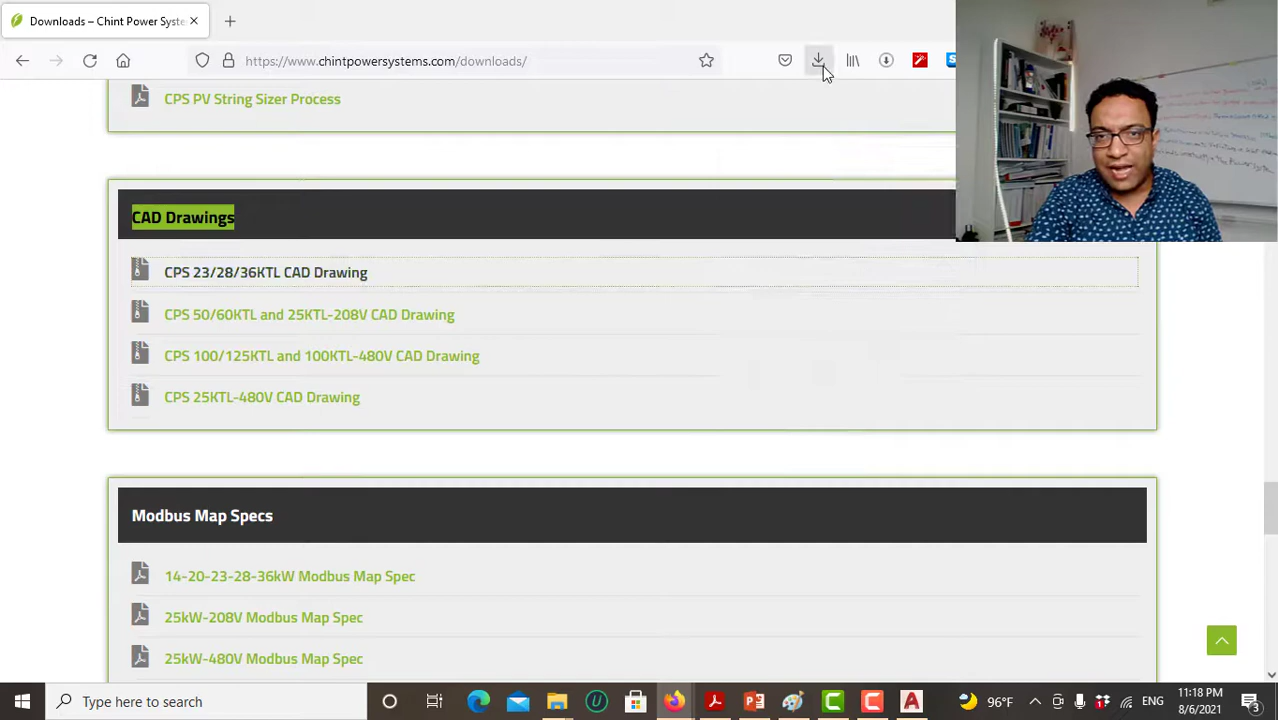 Downloads – Chint Power Syste
https://www.chintpowersystems.com/downloads/
CPS PV String Sizer Process
CAD Drawings
CPS 23/28/36KTL CAD Drawing
CPS 50/60KTL and 25KTL-208V CAD Drawing
CPS 100/125KTL and 100KTL-480V CAD Drawing
CPS 25KTL-480V CAD Drawing
Modbus Map Specs
14-20-23-28-36kW Modbus Map Spec
25kW-208V Modbus Map Spec
25kW-480V Modbus Map Spec
Type here to search
96°F
ENG
11:18 PM
8/6/2021
3